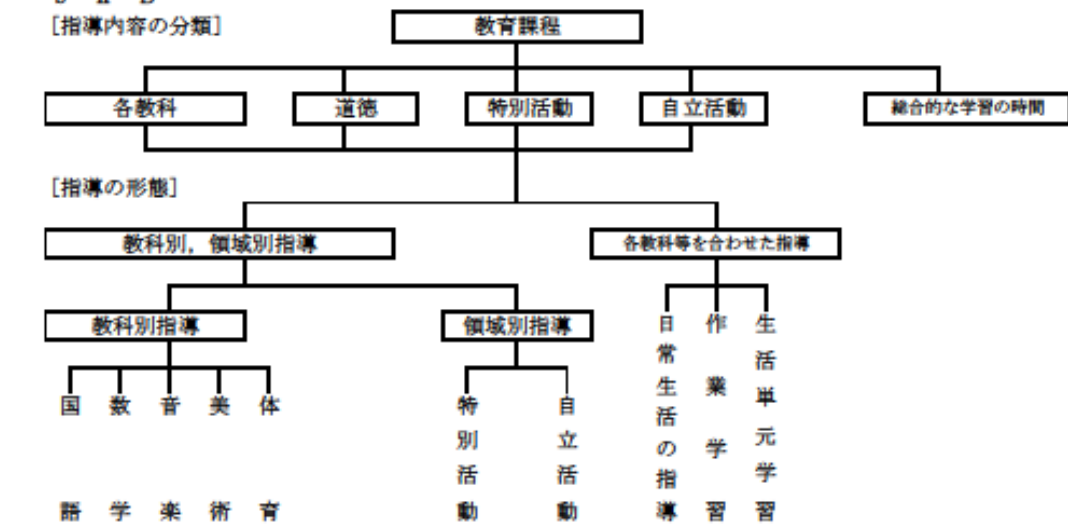 [指導内容の分類]
教育課程
各教科
道徳
特別活動
自立活動
総合的な学習の時間
[指導の形態]
教科別，領域別指導
各教科等を合わせた指導
教科別指導
領域別指導
国語
数学
音楽
美術
体育
特別活動
自立活動
日常生活の指導
作業学習
生活単元学習